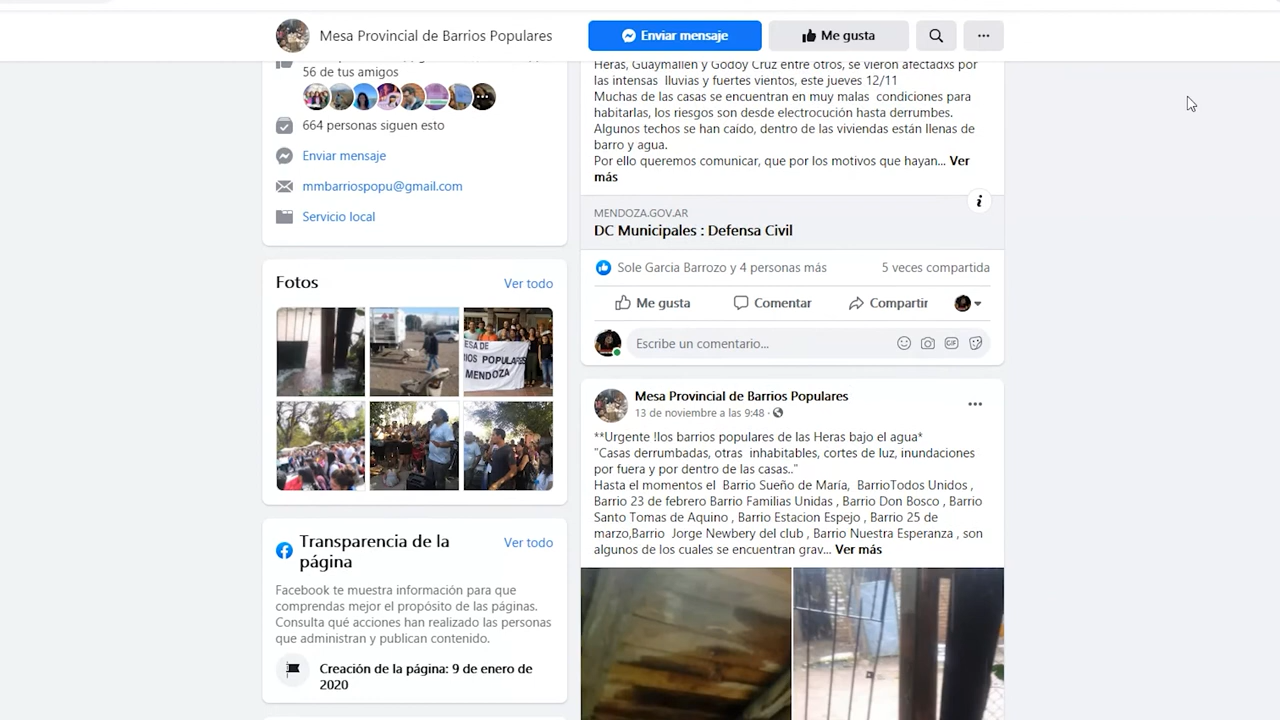 Mesa Provincial de Barrios Populares
Enviar mensaje
Me gusta
56 de tus amigos
664 personas siguen esto
Enviar mensaje
mmbarriospopu@gmail.com
Servicio local
Fotos
Ver todo
ESA DE
IOS POPULARES
MENDOZA
Transparencia de la
página
Ver todo
Facebook te muestra información para que
comprendas mejor el propósito de las páginas.
Consulta qué acciones han realizado las personas
que administran y publican contenido.
Creación de la página: 9 de enero de
2020
Heras, Guaymallen y Godoy Cruz entre otros, se vieron afectadxs por
las intensas lluvias y fuertes vientos, este jueves 12/11
Muchas de las casas se encuentran en muy malas condiciones para
habitarlas, los riesgos son desde electrocución hasta derrumbes.
Algunos techos se han caído, dentro de las viviendas están llenas de
barro y agua.
Por ello queremos comunicar, que por los motivos que hayan... Ver
más
MENDOZA.GOV.AR
DC Municipales : Defensa Civil
Sole Garcia Barrozo y 4 personas más
5 veces compartida
Me gusta
Comentar
Compartir
Escribe un comentario...
GIF
Mesa Provincial de Barrios Populares
13 de noviembre a las 9:48 ·
**Urgente !los barrios populares de las Heras bajo el agua*
"Casas derrumbadas, otras inhabitables, cortes de luz, inundaciones
por fuera y por dentro de las casas.."
Hasta el momentos el Barrio Sueño de María, BarrioTodos Unidos ,
Barrio 23 de febrero Barrio Familias Unidas , Barrio Don Bosco , Barrio
Santo Tomas de Aquino , Barrio Estacion Espejo , Barrio 25 de
marzo,Barrio Jorge Newbery del club , Barrio Nuestra Esperanza , son
algunos de los cuales se encuentran grav... Ver más